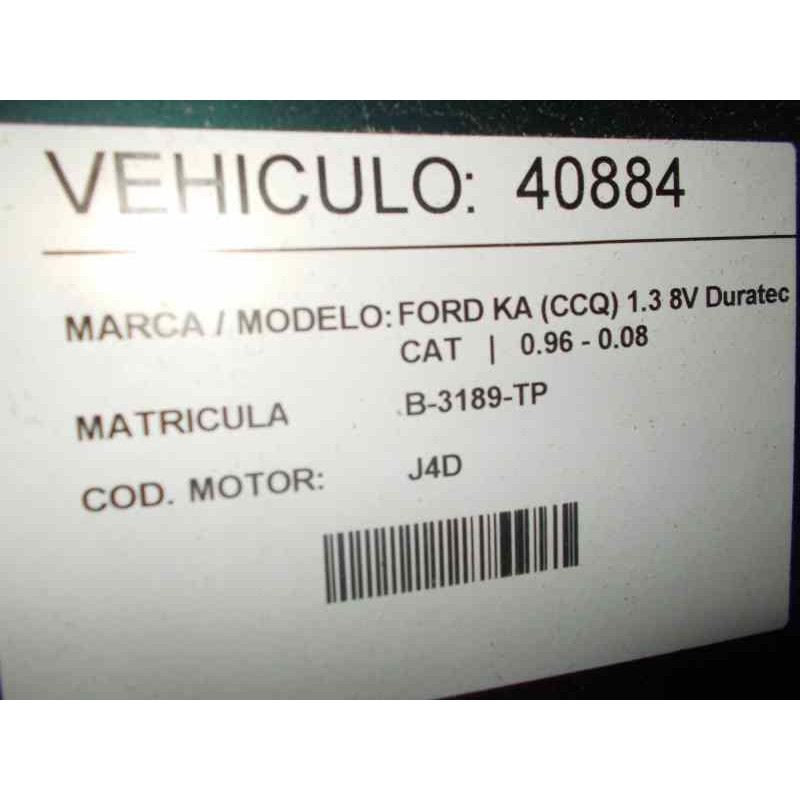 VEHICULO: 40884
MARCA / MODELO: FORD KA (CCQ) 1.3 8V Duratec
CAT | 0.96 - 0.08
MATRICULA B-3189-TP
COD. MOTOR: J4D